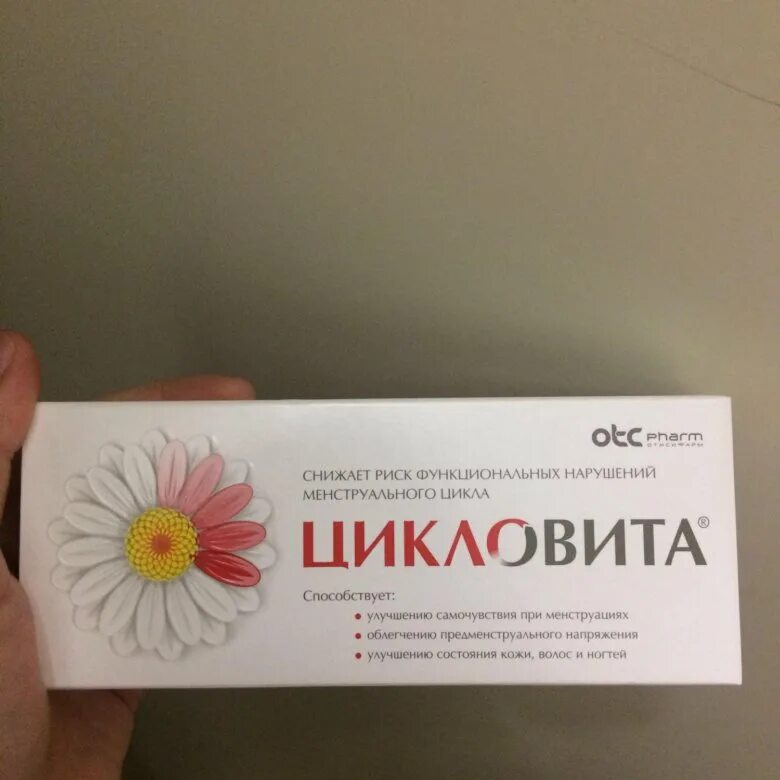 otc pharm
отисифарм
СНИЖАЕТ РИСК ФУНКЦИОНАЛЬНЫХ НАРУШЕНИЙ
МЕНСТРУАЛЬНОГО ЦИКЛА
ЦИКЛОВИТА®
Способствует:
• улучшению самочувствия при менструациях
• облегчению предменструального напряжения
• улучшению состояния кожи, волос и ногтей